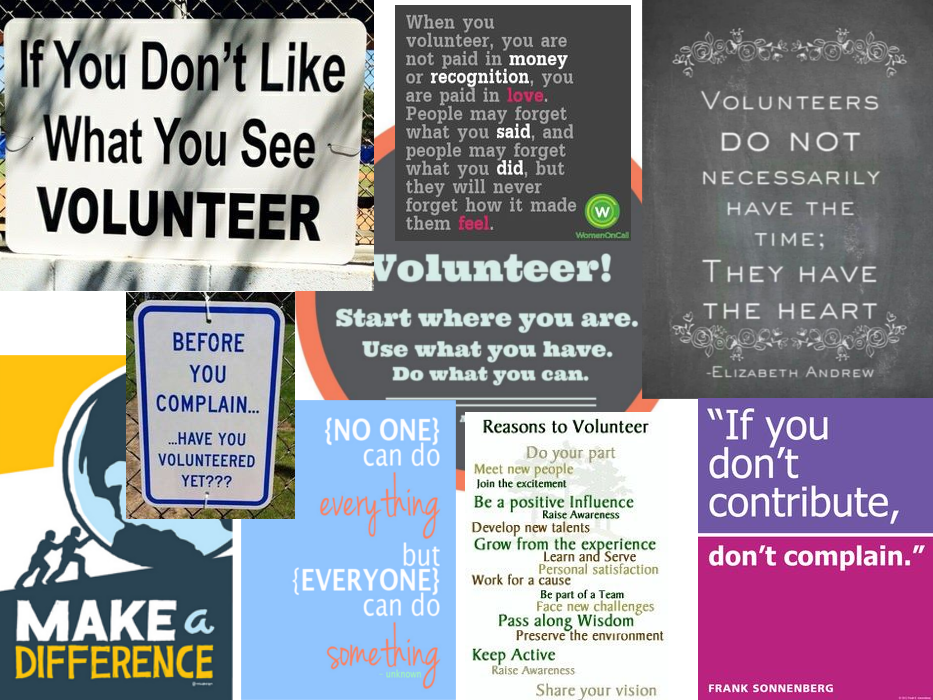 If You Don't Like
What You See
VOLUNTEER
When you
volunteer, you are
not paid in money
or recognition, you
are paid in love.
People may forget
what you said, and
people may forget
what you did, but
they will never
forget how it made
them feel.
W
WomenOnCall
VOLUNTEERS
DO NOT
NECESSARILY
HAVE THE
TIME;
THEY HAVE
THE HEART
-ELIZABETH ANDREW
Volunteer!
Start where you are.
Use what you have.
Do what you can.
BEFORE
YOU
COMPLAIN...
...HAVE YOU
VOLUNTEERED
YET???
MAKE a
DIFFERENCE
{NO ONE}
can do
everything
but
{EVERYONE}
can do
something
- unknown
Reasons to Volunteer
Do your part
Meet new people
Join the excitement
Be a positive Influence
Raise Awareness
Develop new talents
Grow from the experience
Learn and Serve
Personal satisfaction
Work for a cause
Be part of a Team
Face new challenges
Pass along Wisdom
Preserve the environment
Keep Active
Raise Awareness
Share your vision
“If you
don’t
contribute,
don’t complain.”
FRANK SONNENBERG